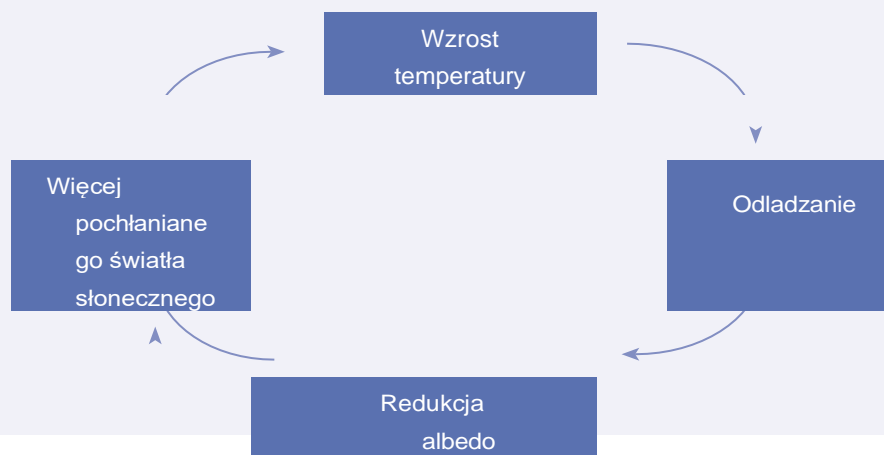 Wzrost
temperatury
Więcej
pochłaniane
go światła
słonecznego
Odladzanie
Redukcja
albedo